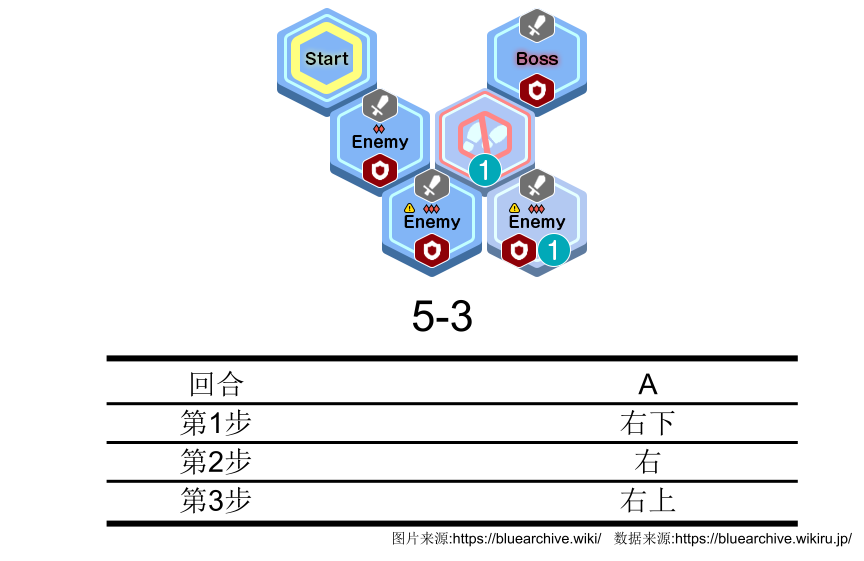 Start
Boss
Enemy
1
Enemy
Enemy
1
5-3
回合 A
第1步 右下
第2步 右
第3步 右上
图片来源:https://bluearchive.wiki/ 数据来源:https://bluearchive.wikiru.jp/